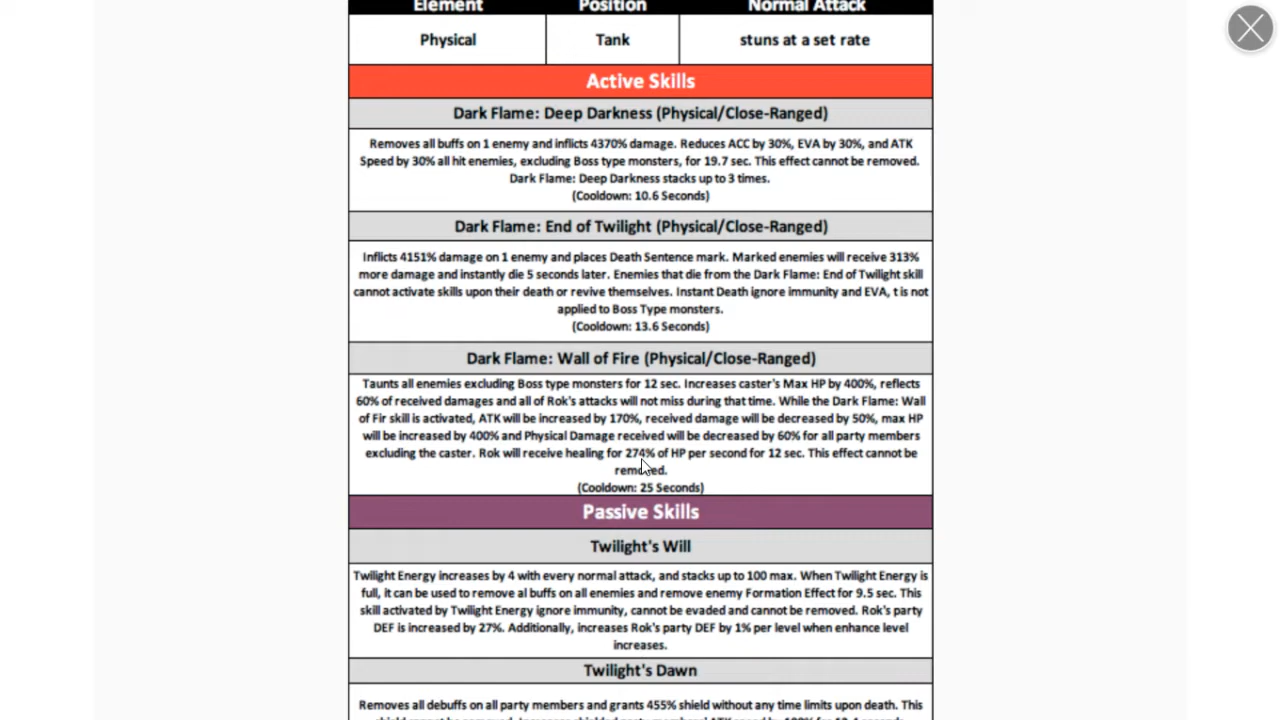 Element Position Normal Attack
Physical Tank stuns at a set rate
Active Skills
Dark Flame: Deep Darkness (Physical/Close-Ranged)
Removes all buffs on 1 enemy and inflicts 4370% damage. Reduces ACC by 30%, EVA by 30%, and ATK
Speed by 30% all hit enemies, excluding Boss type monsters, for 19.7 sec. This effect cannot be removed.
Dark Flame: Deep Darkness stacks up to 3 times.
(Cooldown: 10.6 Seconds)
Dark Flame: End of Twilight (Physical/Close-Ranged)
Inflicts 4151% damage on 1 enemy and places Death Sentence mark. Marked enemies will receive 313%
more damage and instantly die 5 seconds later. Enemies that die from the Dark Flame: End of Twilight skill
cannot activate skills upon their death or revive themselves. Instant Death ignore immunity and EVA, t is not
applied to Boss Type monsters.
(Cooldown: 13.6 Seconds)
Dark Flame: Wall of Fire (Physical/Close-Ranged)
Taunts all enemies excluding Boss type monsters for 12 sec. Increases caster's Max HP by 400%, reflects
60% of received damages and all of Rok's attacks will not miss during that time. While the Dark Flame: Wall
of Fir skill is activated, ATK will be increased by 170%, received damage will be decreased by 50%, max HP
will be increased by 400% and Physical Damage received will be decreased by 60% for all party members
excluding the caster. Rok will receive healing for 274% of HP per second for 12 sec. This effect cannot be
removed.
(Cooldown: 25 Seconds)
Passive Skills
Twilight's Will
Twilight Energy increases by 4 with every normal attack, and stacks up to 100 max. When Twilight Energy is
full, it can be used to remove al buffs on all enemies and remove enemy Formation Effect for 9.5 sec. This
skill activated by Twilight Energy ignore immunity, cannot be evaded and cannot be removed. Rok's party
DEF is increased by 27%. Additionally, increases Rok's party DEF by 1% per level when enhance level
increases.
Twilight's Dawn
Removes all debuffs on all party members and grants 455% shield without any time limits upon death. This